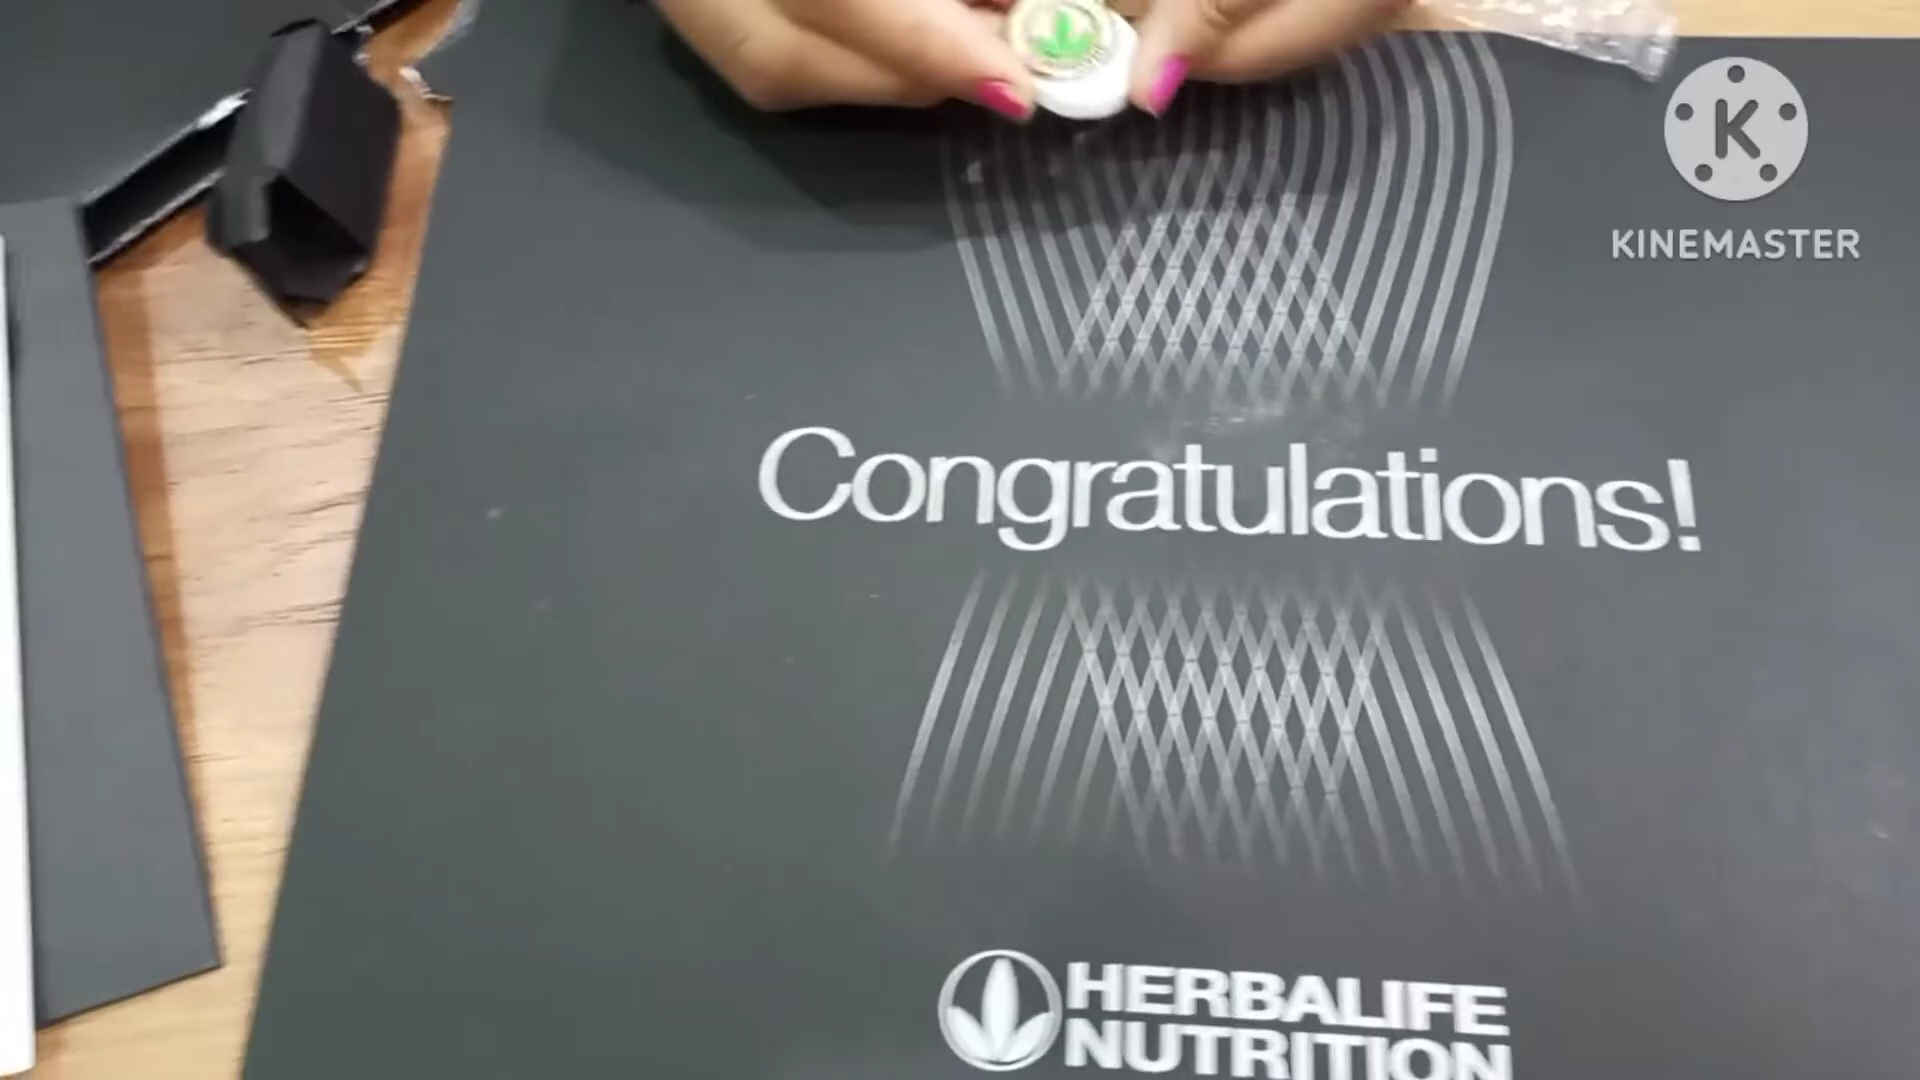 K
KINEMASTER
Congratulations!
HERBALIFE
NUTRITION